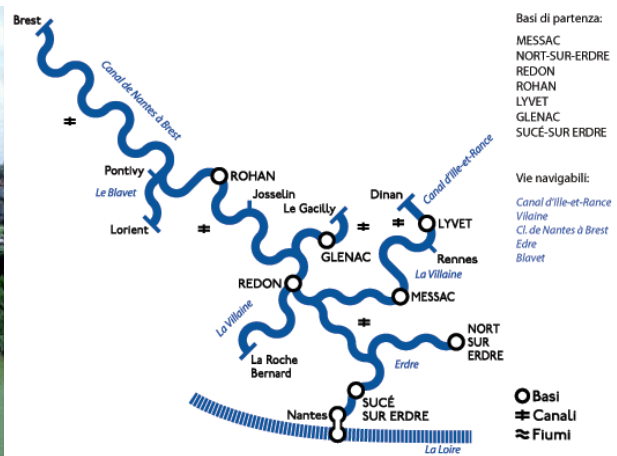 Brest
Canal de Nantes à Brest
Pontivy
Le Blavet
Lorient
ROHAN
Josselin
Le Gacilly
GLENAC
Dinan
Canal d'Ille-et-Rance
LYVET
Rennes
La Villaine
REDON
MESSAC
La Villaine
La Roche
Bernard
NORT
SUR
ERDRE
Erdre
SUCÉ
SUR ERDRE
Nantes
La Loire
Basi di partenza:
MESSAC
NORT-SUR-ERDRE
REDON
ROHAN
LYVET
GLENAC
SUCÉ-SUR ERDRE
Vie navigabili:
Canal d'Ille-et-Rance
Vilaine
Cl. de Nantes à Brest
Edre
Blavet
Basi
Canali
Fiumi